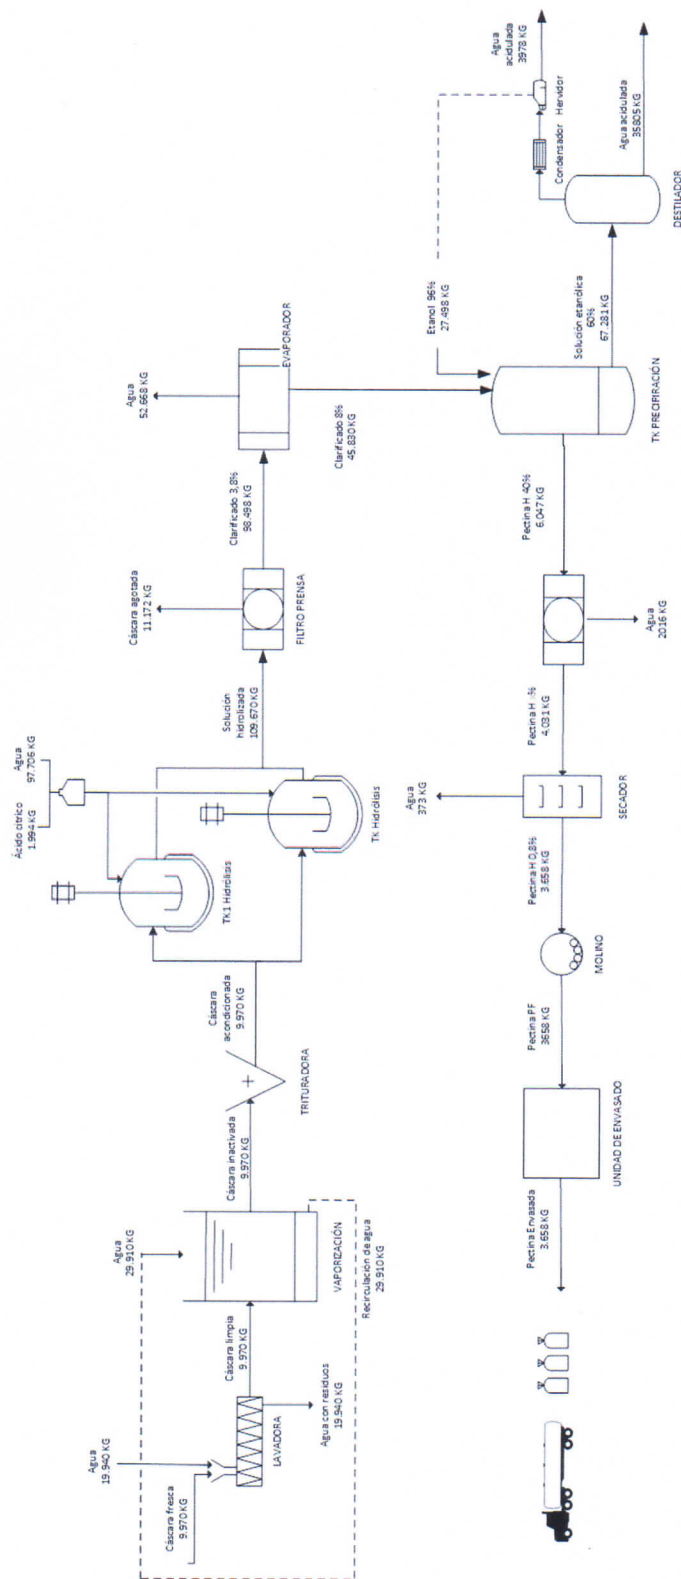 Cáscara fresca
9.970 KG
Agua
19.940 KG
LAVADORA
Agua con residuos
19.940 KG
Cáscara limpia
9.970 KG
Agua
29.910 KG
VAPORIZACIÓN
Recirculación de agua
29.910 KG
Cáscara inactivada
9.970 KG
TRITURADORA
Cáscara
acondicionada
9.970 KG
Ácido cítrico
1.994 KG
Agua
97.706 KG
TK1 Hidrólisis
TK Hidrólisis
Solución
hidrolizada
109.670 KG
Cáscara agotada
11.172 KG
FILTRO PRENSA
Clarificado 3,8%
98.498 KG
Agua
52.668 KG
EVAPORADOR
Clarificado 8%
45.830 KG
Etanol 96%
27.498 KG
Condensador
Hervidor
Agua
acidulada
3978 KG
Agua acidulada
35805 KG
DESTILADOR
Solución etanólica
60%
67.281 KG
TK PRECIPIRACIÓN
Pectina H 40%
6.047 KG
Agua
2016 KG
Pectina H %
4.031 KG
Agua
373 KG
SECADOR
Pectina H 0,8%
3.658 KG
MOLINO
Pectina PF
3658 KG
UNIDAD DE ENVASADO
Pectina Envasada
3.658 KG